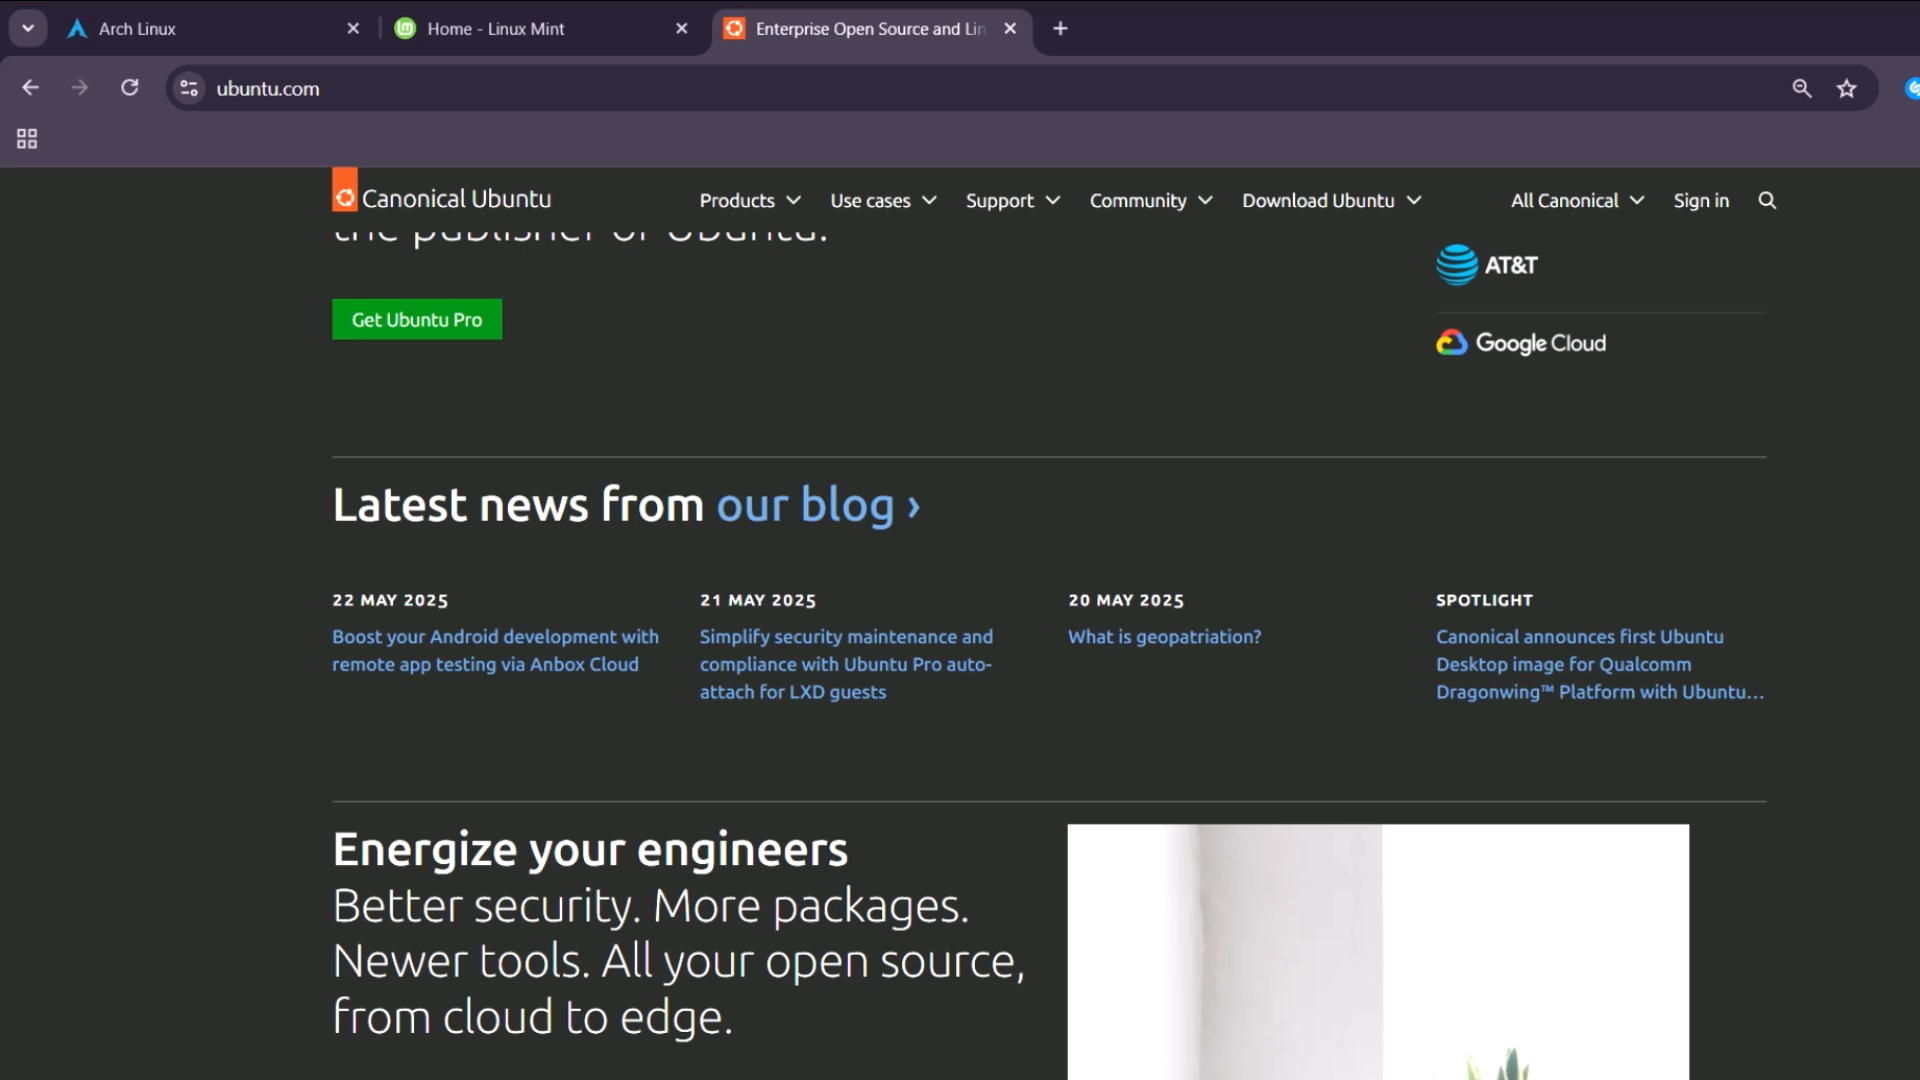 Arch Linux
Home - Linux Mint
Enterprise Open Source and Lin
ubuntu.com
Canonical Ubuntu
Products
Use cases
Support
Community
Download Ubuntu
All Canonical
Sign in
the publisher of Ubuntu.
AT&T
Get Ubuntu Pro
Google Cloud
Latest news from our blog ›
22 MAY 2025
Boost your Android development with
remote app testing via Anbox Cloud
21 MAY 2025
Simplify security maintenance and
compliance with Ubuntu Pro auto-
attach for LXD guests
20 MAY 2025
What is geopatriation?
SPOTLIGHT
Canonical announces first Ubuntu
Desktop image for Qualcomm
Dragonwing™ Platform with Ubuntu...
Energize your engineers
Better security. More packages.
Newer tools. All your open source,
from cloud to edge.